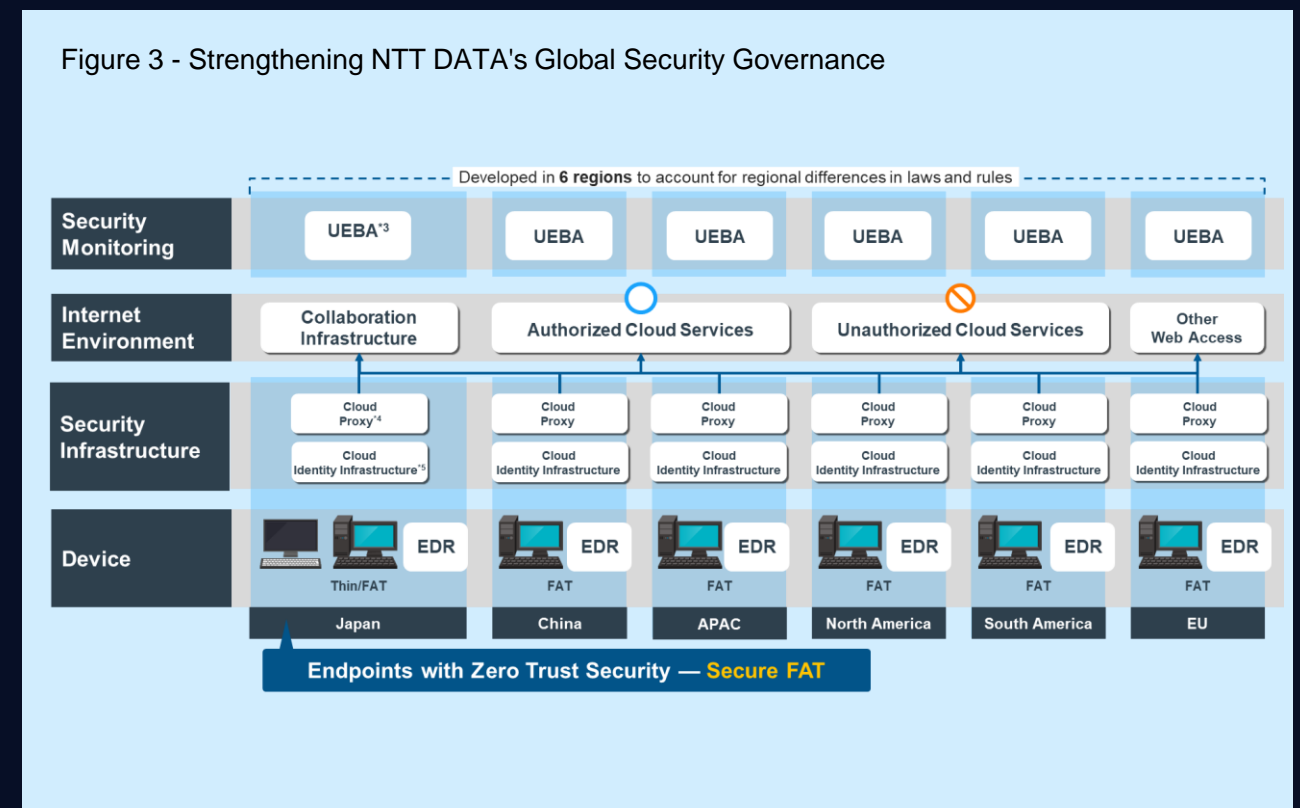 Figure 3 - Strengthening NTT DATA's Global Security Governance
Developed in 6 regions to account for regional differences in laws and rules
Security
Monitoring
UEBA*3
UEBA
UEBA
UEBA
UEBA
UEBA
Internet
Environment
Collaboration
Infrastructure
Authorized Cloud Services
Unauthorized Cloud Services
Other
Web Access
Security
Infrastructure
Cloud
Proxy*4
Cloud
Proxy
Cloud
Proxy
Cloud
Proxy
Cloud
Proxy
Cloud
Proxy
Cloud
Identity Infrastructure*5
Cloud
Identity Infrastructure
Cloud
Identity Infrastructure
Cloud
Identity Infrastructure
Cloud
Identity Infrastructure
Cloud
Identity Infrastructure
Device
EDR
Thin/FAT
EDR
FAT
EDR
FAT
EDR
FAT
EDR
FAT
EDR
FAT
Japan
China
APAC
North America
South America
EU
Endpoints with Zero Trust Security — Secure FAT